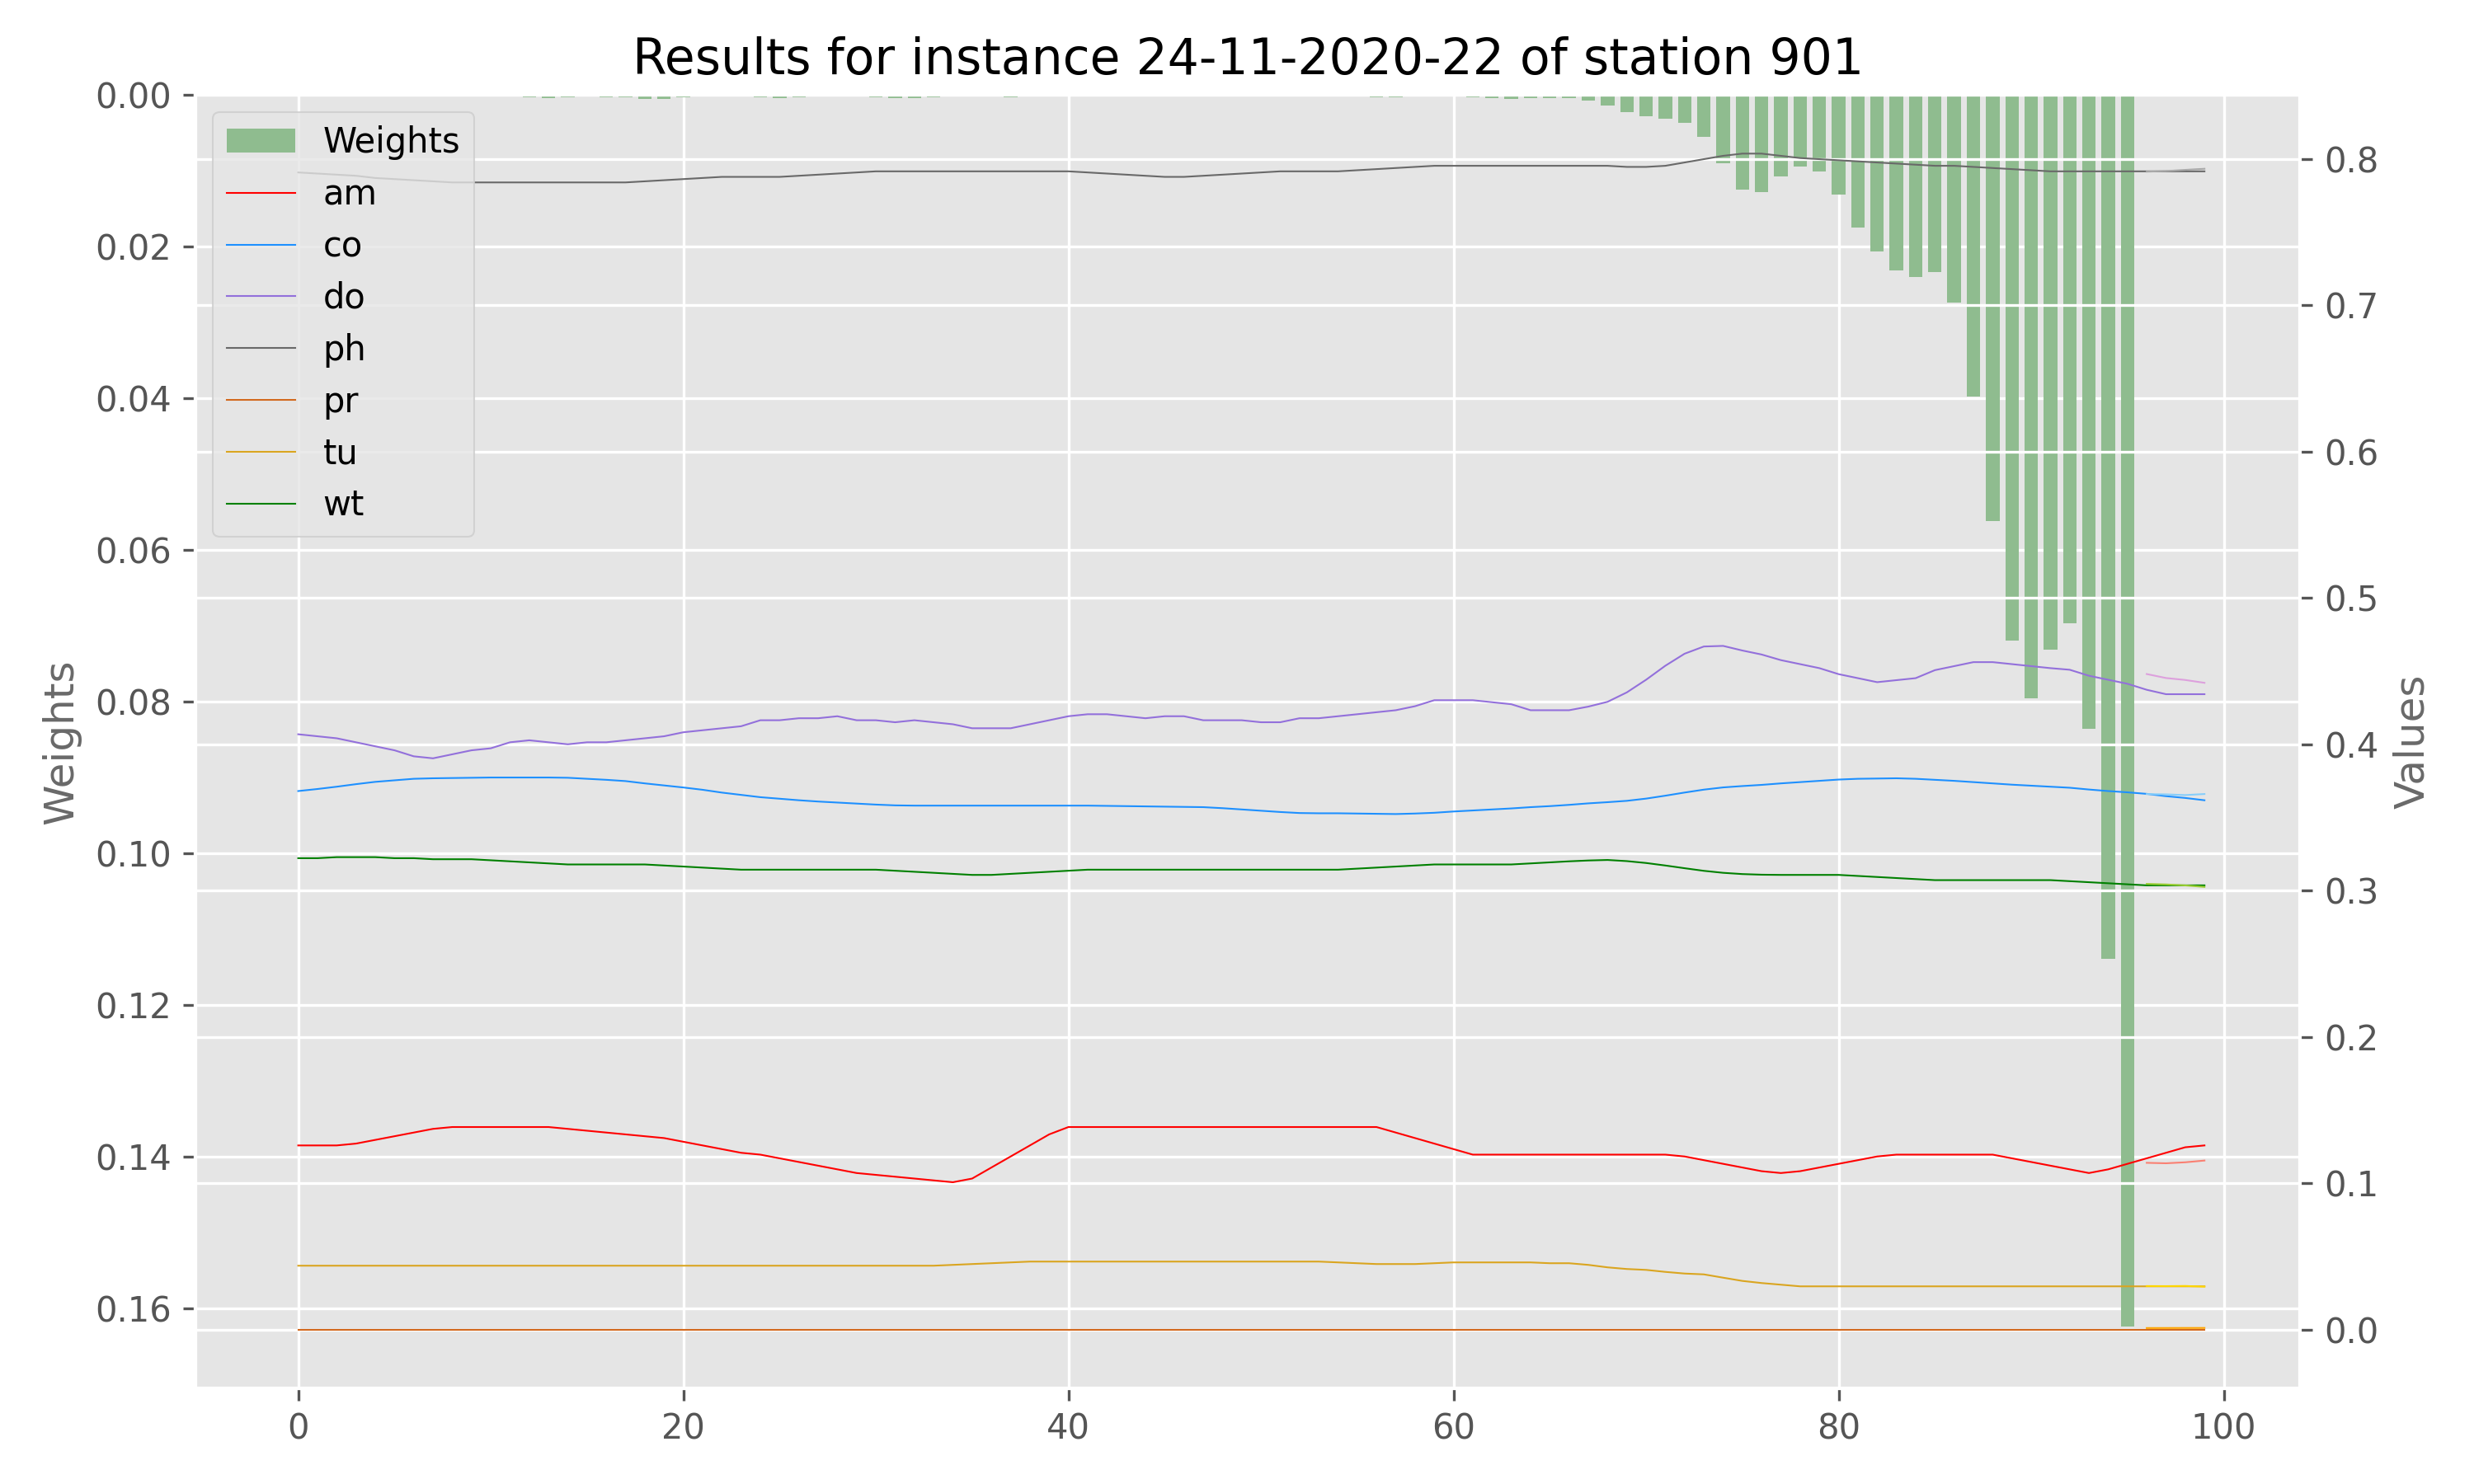 Results for instance 24-11-2020-22 of station 901
0.00
0.02
0.04
0.06
0.08
0.10
0.12
0.14
0.16
Weights
Weights
am
co
do
ph
pr
tu
wt
0.8
0.7
0.6
0.5
0.4
0.3
0.2
0.1
0.0
Values
0 20 40 60 80 100